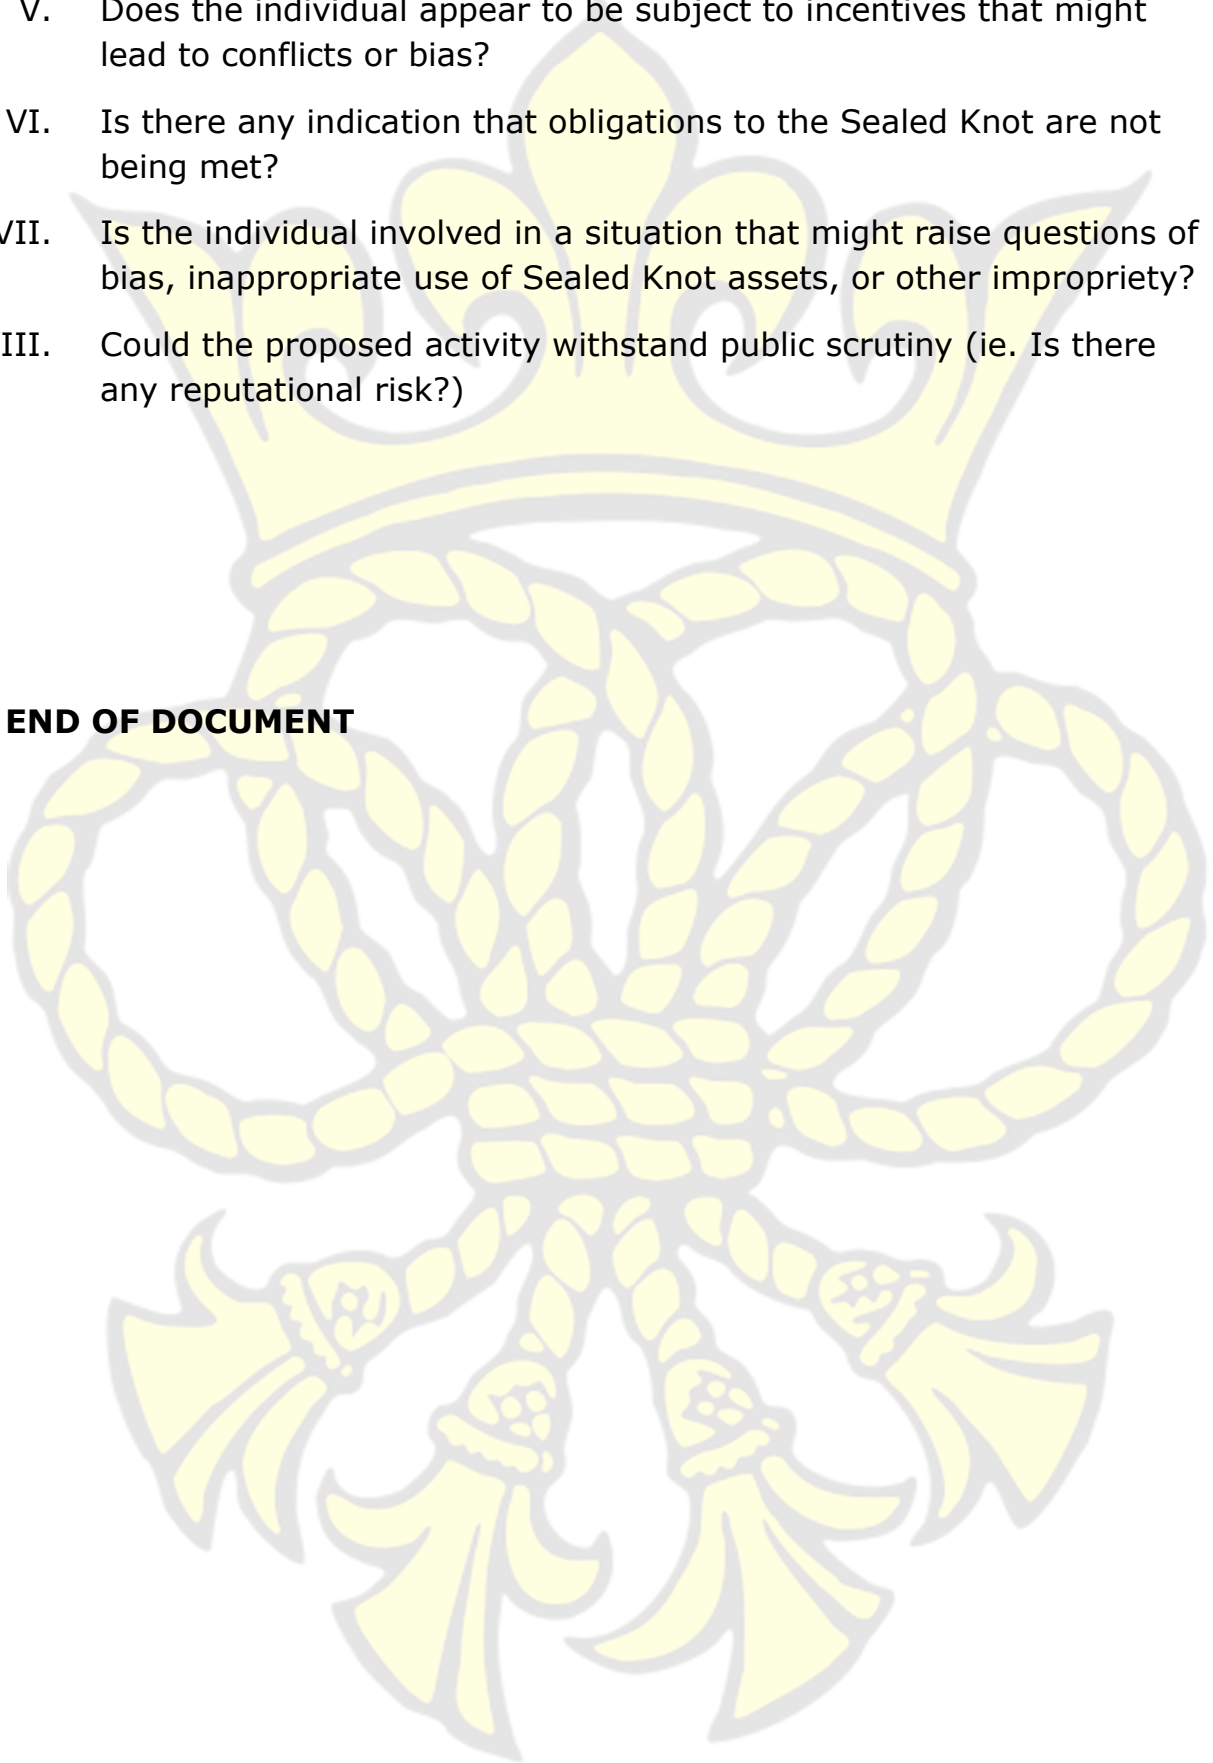 V. Does the individual appear to be subject to incentives that might
lead to conflicts or bias?
VI. Is there any indication that obligations to the Sealed Knot are not
being met?
VII. Is the individual involved in a situation that might raise questions of
bias, inappropriate use of Sealed Knot assets, or other impropriety?
III. Could the proposed activity withstand public scrutiny (ie. Is there
any reputational risk?)
END OF DOCUMENT